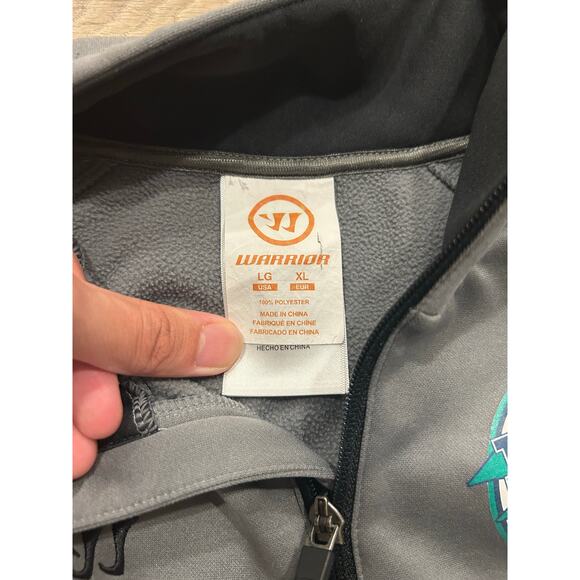 WARRIOR
LG XL
USA EUR
100% POLYESTER
MADE IN CHINA
FABRIQUÉ EN CHINE
FABRICADO EN CHINA
HECHO EN CHINA